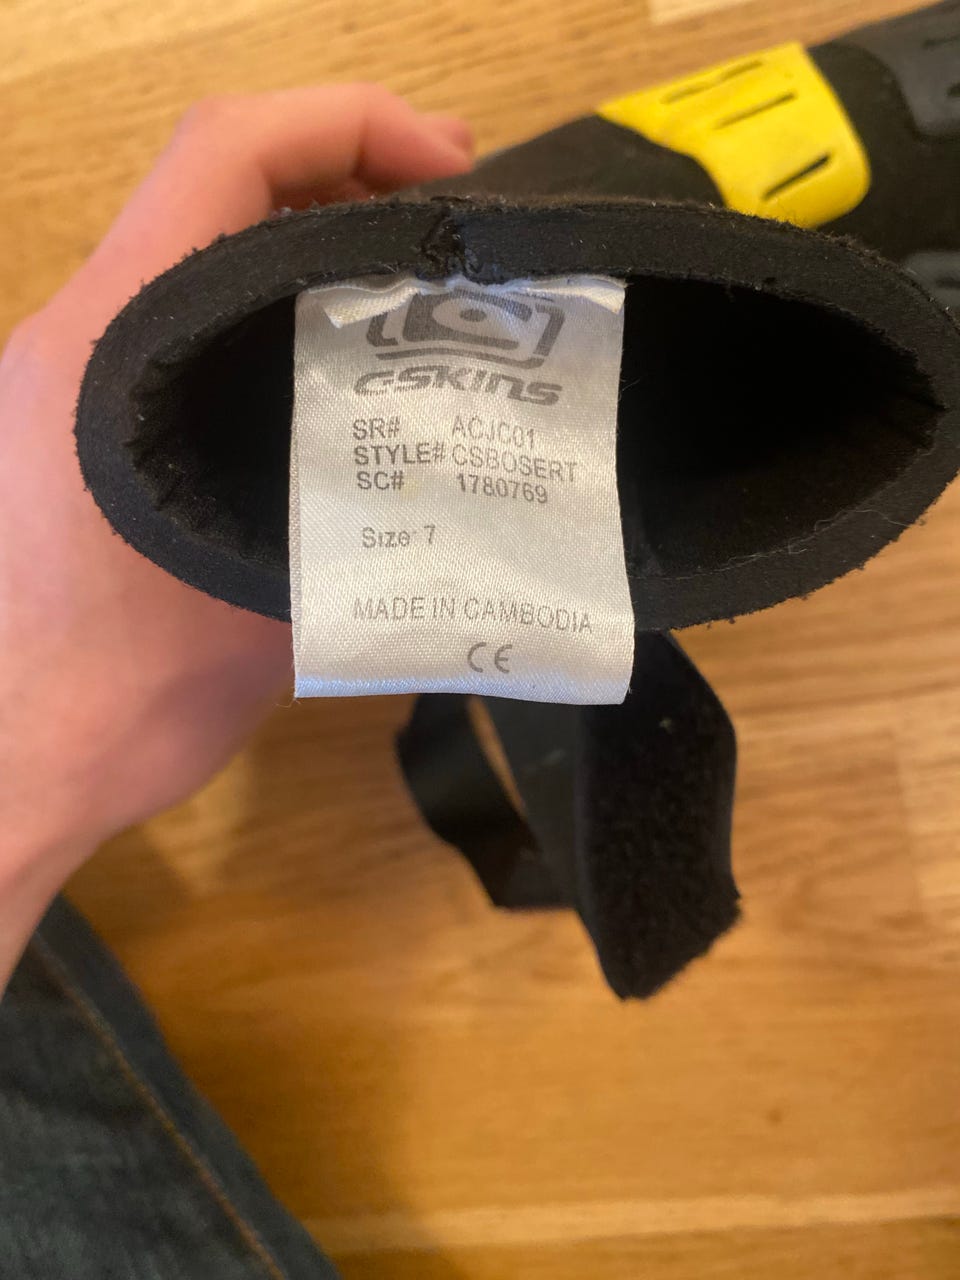 C-SKINS
SR# ACJC01
STYLE# CSBOSERT
SC# 1780769
Size 7
MADE IN CAMBODIA
CE